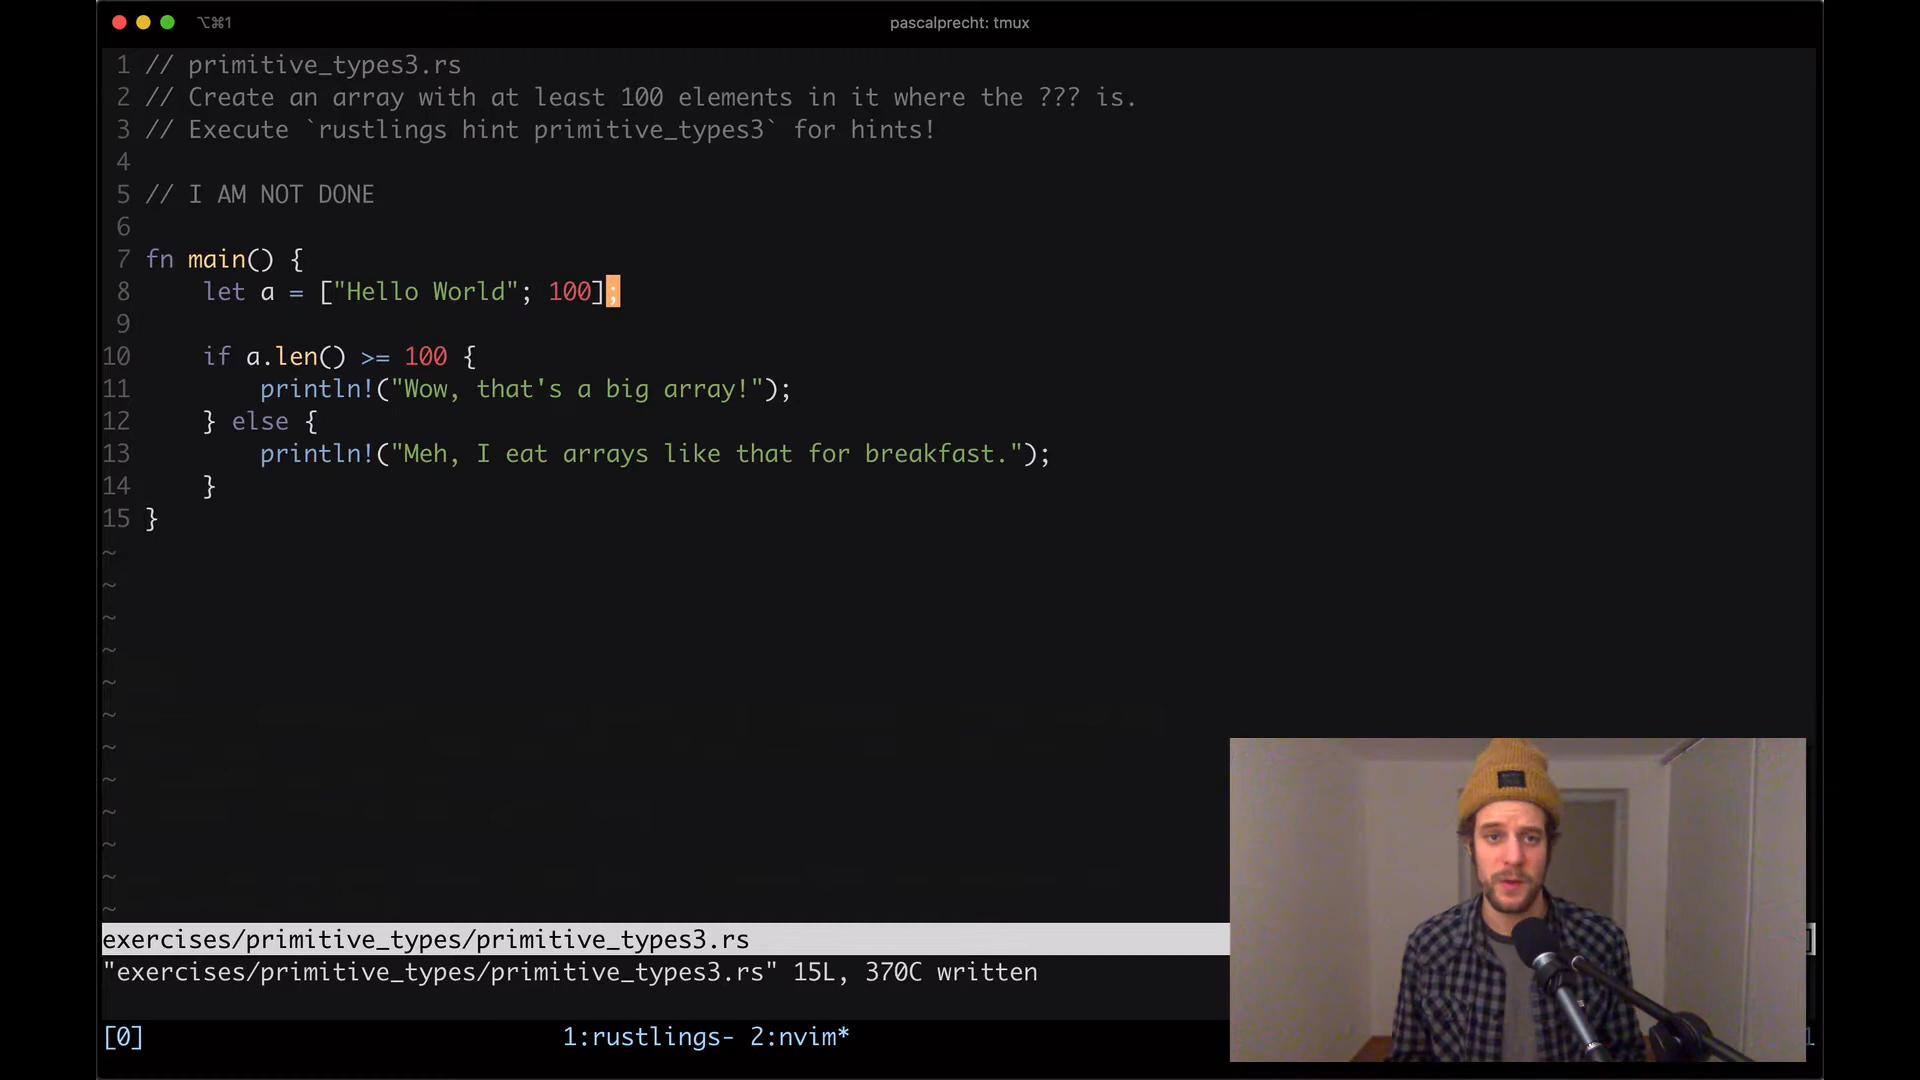 ⌥⌘1
pascalprecht: tmux
1 // primitive_types3.rs
2 // Create an array with at least 100 elements in it where the ??? is.
3 // Execute `rustlings hint primitive_types3` for hints!
4
5 // I AM NOT DONE
6
7 fn main() {
8     let a = ["Hello World"; 100];
9
10     if a.len() >= 100 {
11         println!("Wow, that's a big array!");
12     } else {
13         println!("Meh, I eat arrays like that for breakfast.");
14     }
15 }
~
~
~
~
~
~
~
~
~
~
~
~
exercises/primitive_types/primitive_types3.rs
"exercises/primitive_types/primitive_types3.rs" 15L, 370C written
[0] 1:rustlings- 2:nvim*